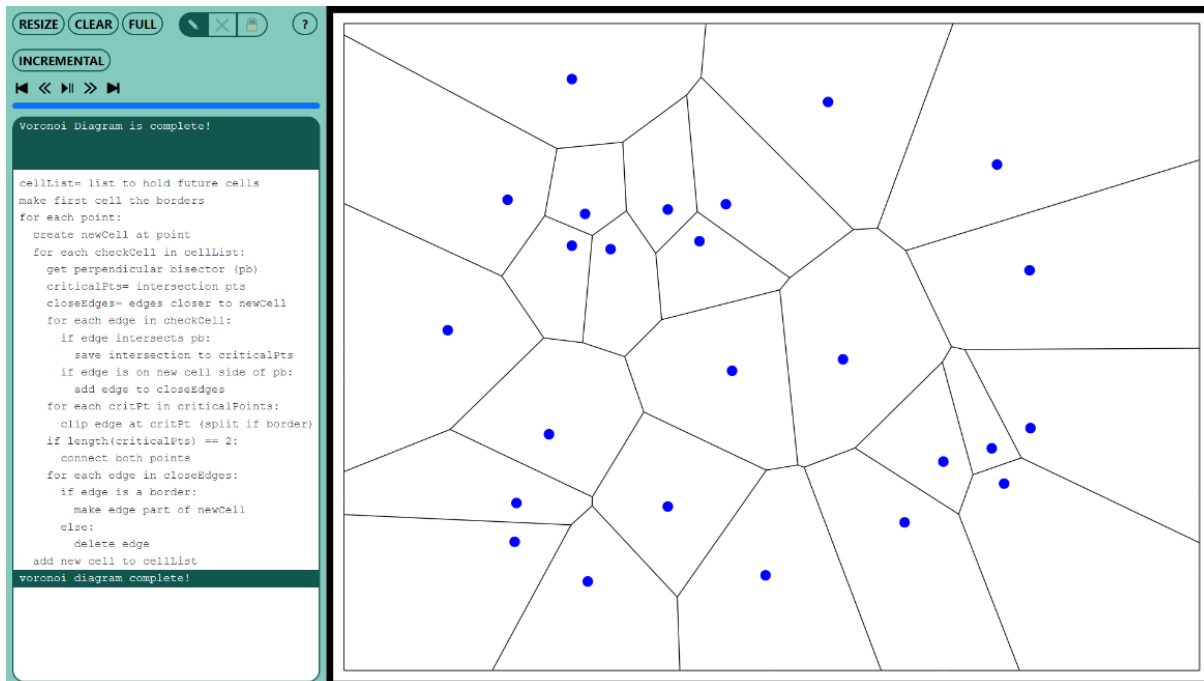 RESIZE CLEAR FULL ?
INCREMENTAL
Voronoi Diagram is complete!
cellList= list to hold future cells
make first cell the borders
for each point:
create newCell at point
for each checkCell in cellList:
get perpendicular bisector (pb)
criticalPts= intersection pts
closeEdges= edges closer to newCell
for each edge in checkCell:
if edge intersects pb:
save intersection to criticalPts
if edge is on new cell side of pb:
add edge to closeEdges
for each critPt in criticalPoints:
clip edge at critPt (split if border)
if length(criticalPts) == 2:
connect both points
for each edge in closeEdges:
if edge is a border:
make edge part of newCell
else:
delete edge
add new cell to cellList
voronoi diagram complete!